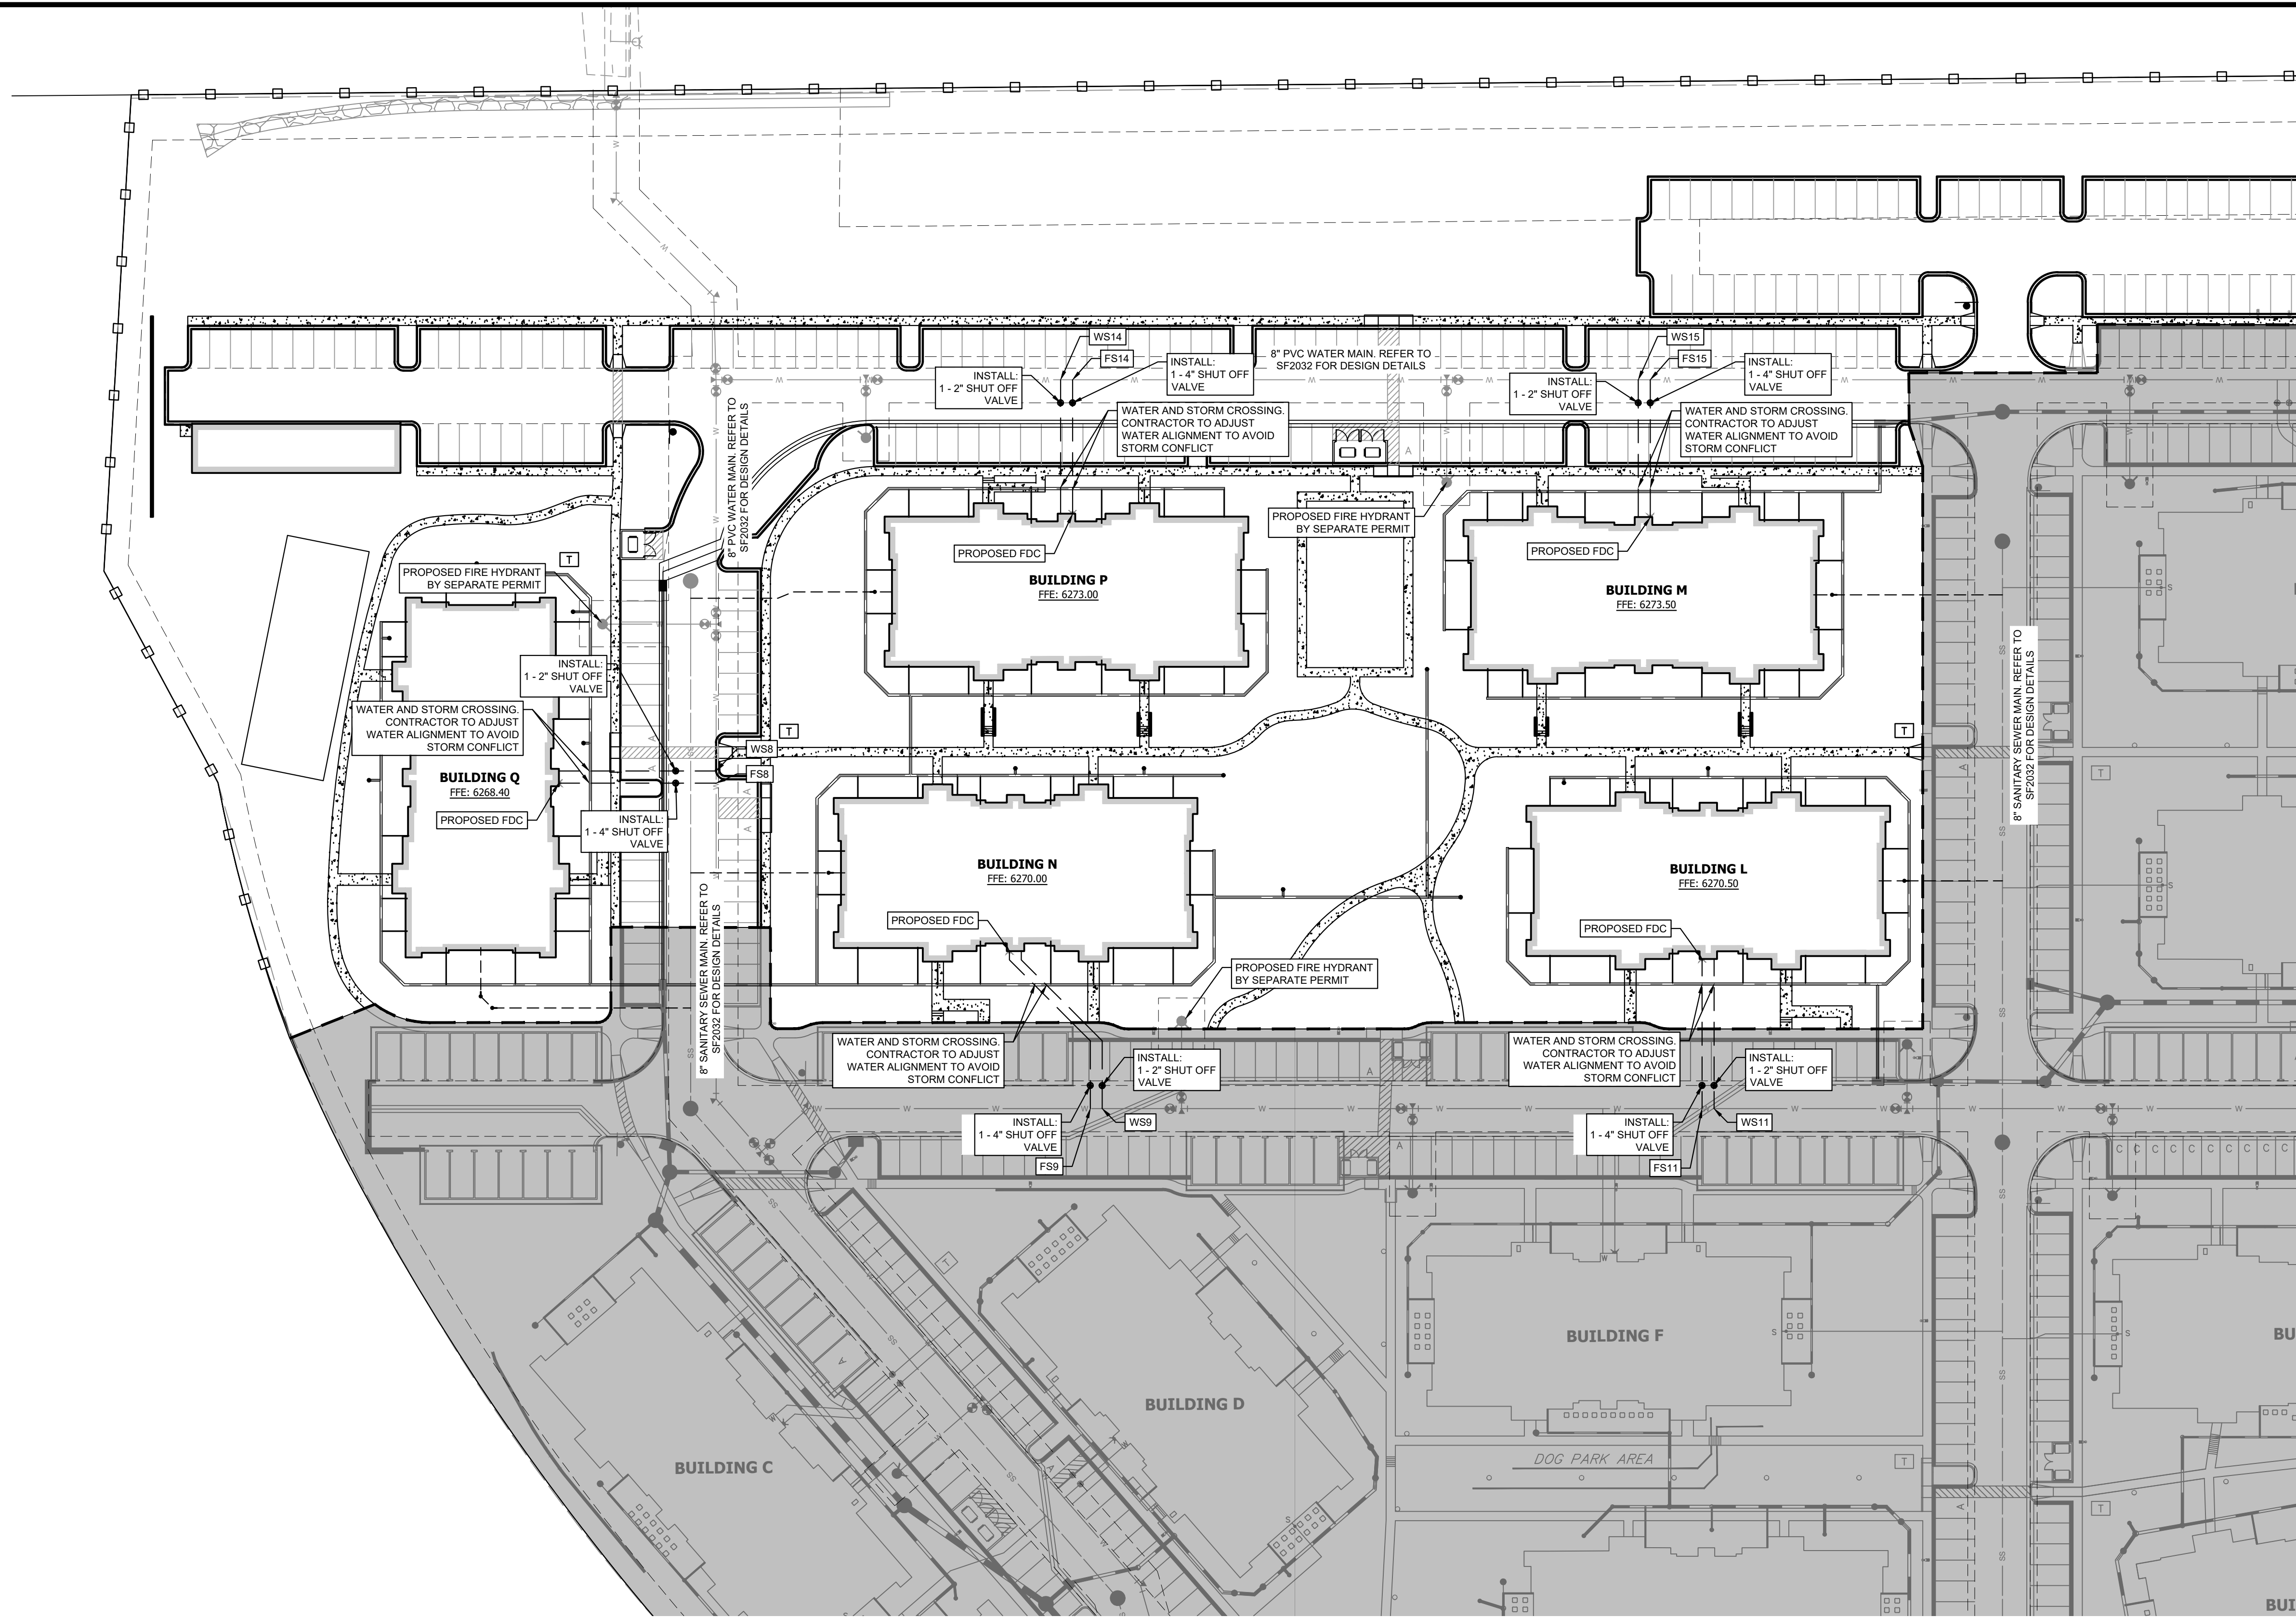 WS14
FS14
INSTALL:
1 - 2" SHUT OFF
VALVE
INSTALL:
1 - 4" SHUT OFF
VALVE
8" PVC WATER MAIN. REFER TO
SF2032 FOR DESIGN DETAILS
WS15
FS15
INSTALL:
1 - 2" SHUT OFF
VALVE
INSTALL:
1 - 4" SHUT OFF
VALVE
WATER AND STORM CROSSING.
CONTRACTOR TO ADJUST
WATER ALIGNMENT TO AVOID
STORM CONFLICT
WATER AND STORM CROSSING.
CONTRACTOR TO ADJUST
WATER ALIGNMENT TO AVOID
STORM CONFLICT
8" PVC WATER MAIN. REFER TO
SF2032 FOR DESIGN DETAILS
PROPOSED FIRE HYDRANT
BY SEPARATE PERMIT
PROPOSED FDC
PROPOSED FDC
T
PROPOSED FIRE HYDRANT
BY SEPARATE PERMIT
BUILDING P
FFE: 6273.00
BUILDING M
FFE: 6273.50
INSTALL:
1 - 2" SHUT OFF
VALVE
WATER AND STORM CROSSING.
CONTRACTOR TO ADJUST
WATER ALIGNMENT TO AVOID
STORM CONFLICT
T
WS8
FS8
T
8" SANITARY SEWER MAIN. REFER TO
SF2032 FOR DESIGN DETAILS
T
BUILDING Q
FFE: 6268.40
PROPOSED FDC
INSTALL:
1 - 4" SHUT OFF
VALVE
BUILDING N
FFE: 6270.00
BUILDING L
FFE: 6270.50
PROPOSED FDC
PROPOSED FDC
8" SANITARY SEWER MAIN. REFER TO
SF2032 FOR DESIGN DETAILS
PROPOSED FIRE HYDRANT
BY SEPARATE PERMIT
WATER AND STORM CROSSING.
CONTRACTOR TO ADJUST
WATER ALIGNMENT TO AVOID
STORM CONFLICT
INSTALL:
1 - 2" SHUT OFF
VALVE
WATER AND STORM CROSSING.
CONTRACTOR TO ADJUST
WATER ALIGNMENT TO AVOID
STORM CONFLICT
INSTALL:
1 - 2" SHUT OFF
VALVE
INSTALL:
1 - 4" SHUT OFF
VALVE
WS9
FS9
INSTALL:
1 - 4" SHUT OFF
VALVE
WS11
FS11
C C C C C C C C C
T
BUILDING F
BU
BUILDING D
BUILDING C
DOG PARK AREA
T
T
BUI